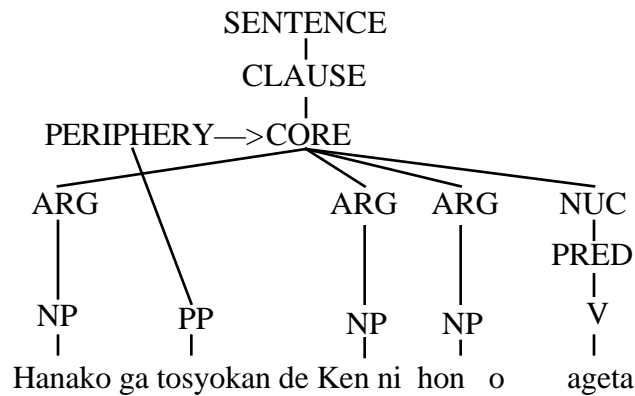 SENTENCE
CLAUSE
PERIPHERY—>CORE
ARG ARG ARG NUC
PRED
NP PP NP NP V
Hanako ga tosyokan de Ken ni hon o ageta